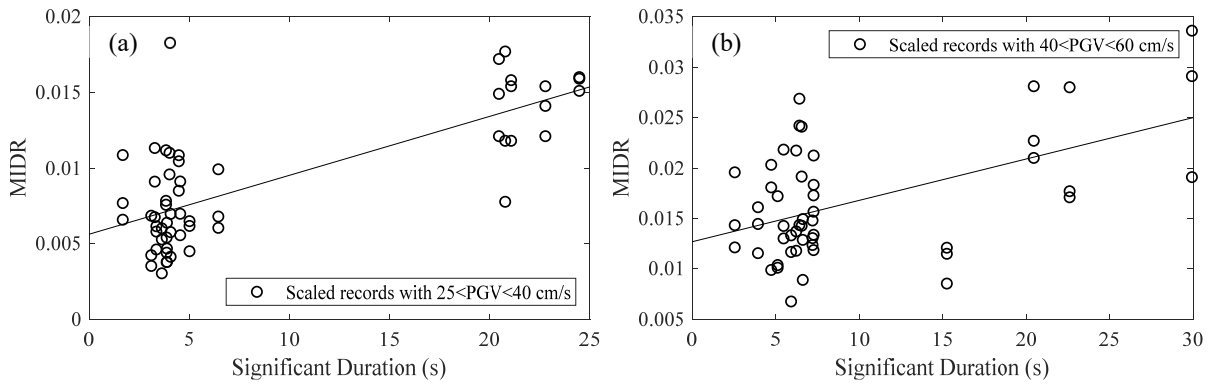 (a)
0.02
0.015
0.01
0.005
0
MIDR
Scaled records with 25<PGV<40 cm/s
0 5 10 15 20 25
Significant Duration (s)
(b)
0.035
0.03
0.025
0.02
0.015
0.01
0.005
MIDR
Scaled records with 40<PGV<60 cm/s
0 5 10 15 20 25 30
Significant Duration (s)